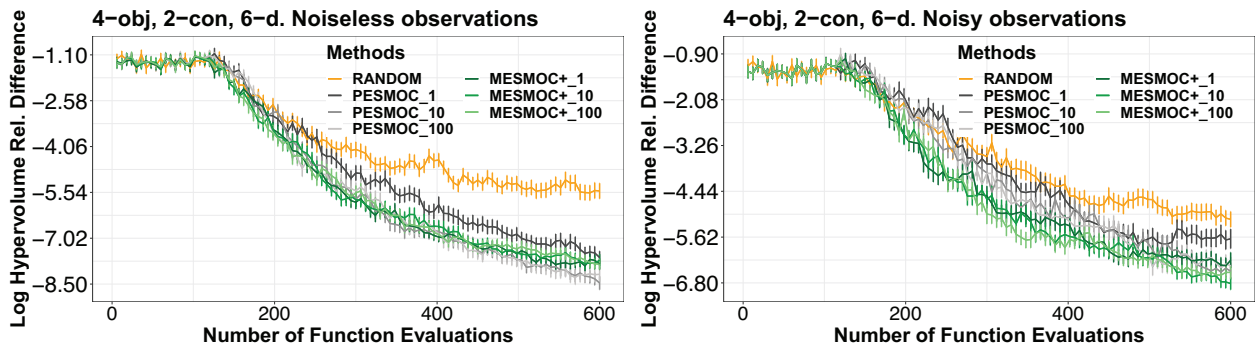 4−obj, 2−con, 6−d. Noiseless observations
Log Hypervolume Rel. Difference
−1.10
−2.58
−4.06
−5.54
−7.02
−8.50
Methods
RANDOM
PESMOC_1
PESMOC_10
PESMOC_100
MESMOC+_1
MESMOC+_10
MESMOC+_100
0
200
400
600
Number of Function Evaluations
4−obj, 2−con, 6−d. Noisy observations
Log Hypervolume Rel. Difference
−0.90
−2.08
−3.26
−4.44
−5.62
−6.80
Methods
RANDOM
PESMOC_1
PESMOC_10
PESMOC_100
MESMOC+_1
MESMOC+_10
MESMOC+_100
0
200
400
600
Number of Function Evaluations